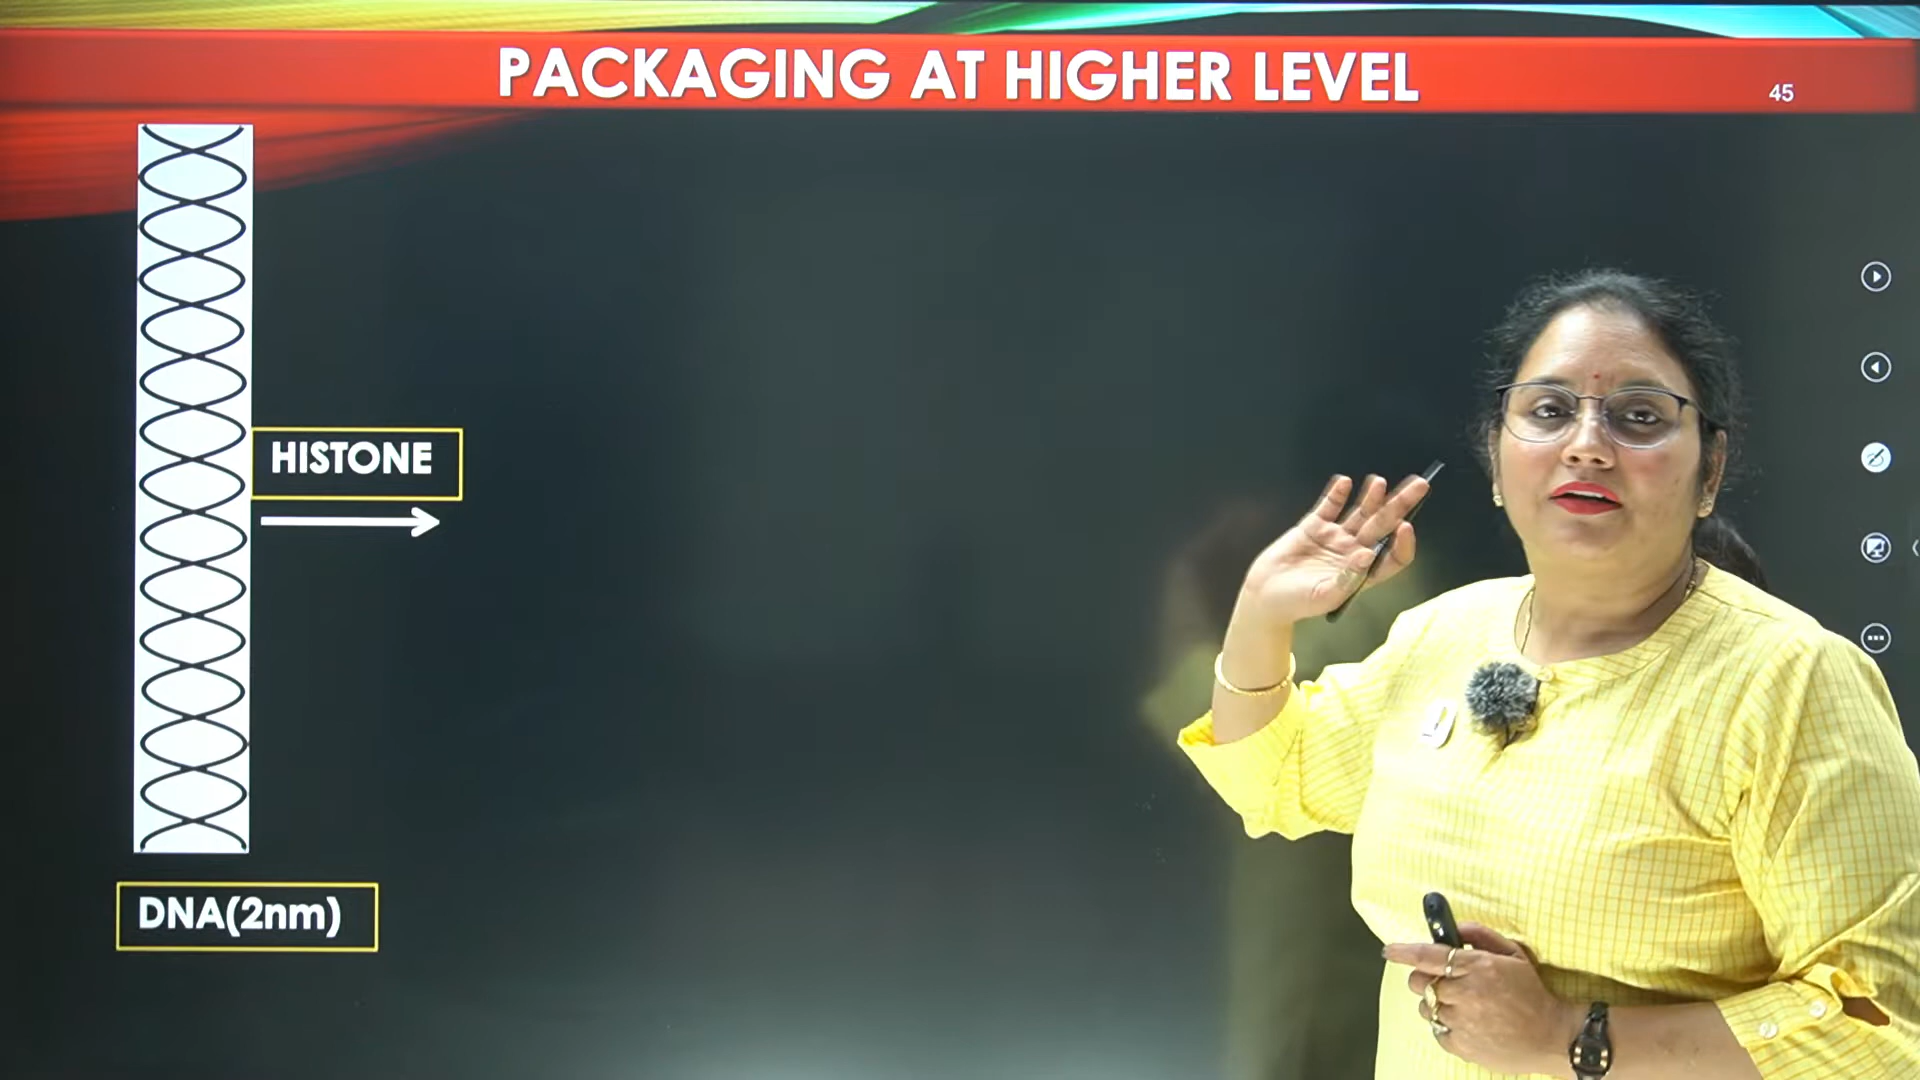 PACKAGING AT HIGHER LEVEL
45
HISTONE
DNA(2nm)